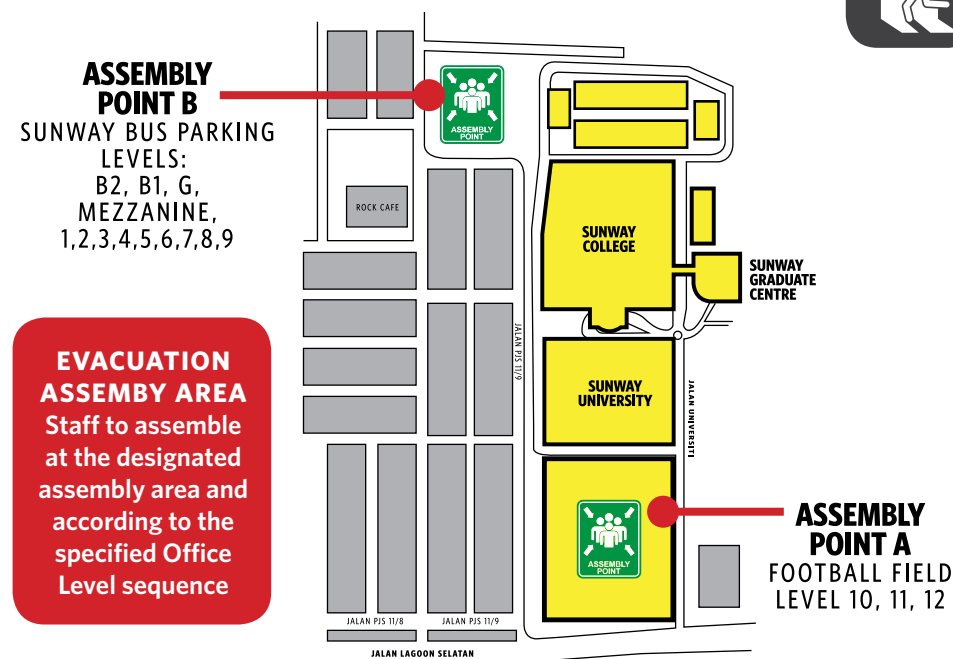 ASSEMBLY
POINT B
SUNWAY BUS PARKING
LEVELS:
B2, B1, G,
MEZZANINE,
1,2,3,4,5,6,7,8,9
ASSEMBLY
POINT
ROCK CAFE
SUNWAY
COLLEGE
SUNWAY
GRADUATE
CENTRE
JALAN PJS 11/9
SUNWAY
UNIVERSITY
JALAN UNIVERSITI
EVACUATION
ASSEMBY AREA
Staff to assemble
at the designated
assembly area and
according to the
specified Office
Level sequence
ASSEMBLY
POINT
ASSEMBLY
POINT A
FOOTBALL FIELD
LEVEL 10, 11, 12
JALAN PJS 11/8
JALAN PJS 11/9
JALAN LAGOON SELATAN